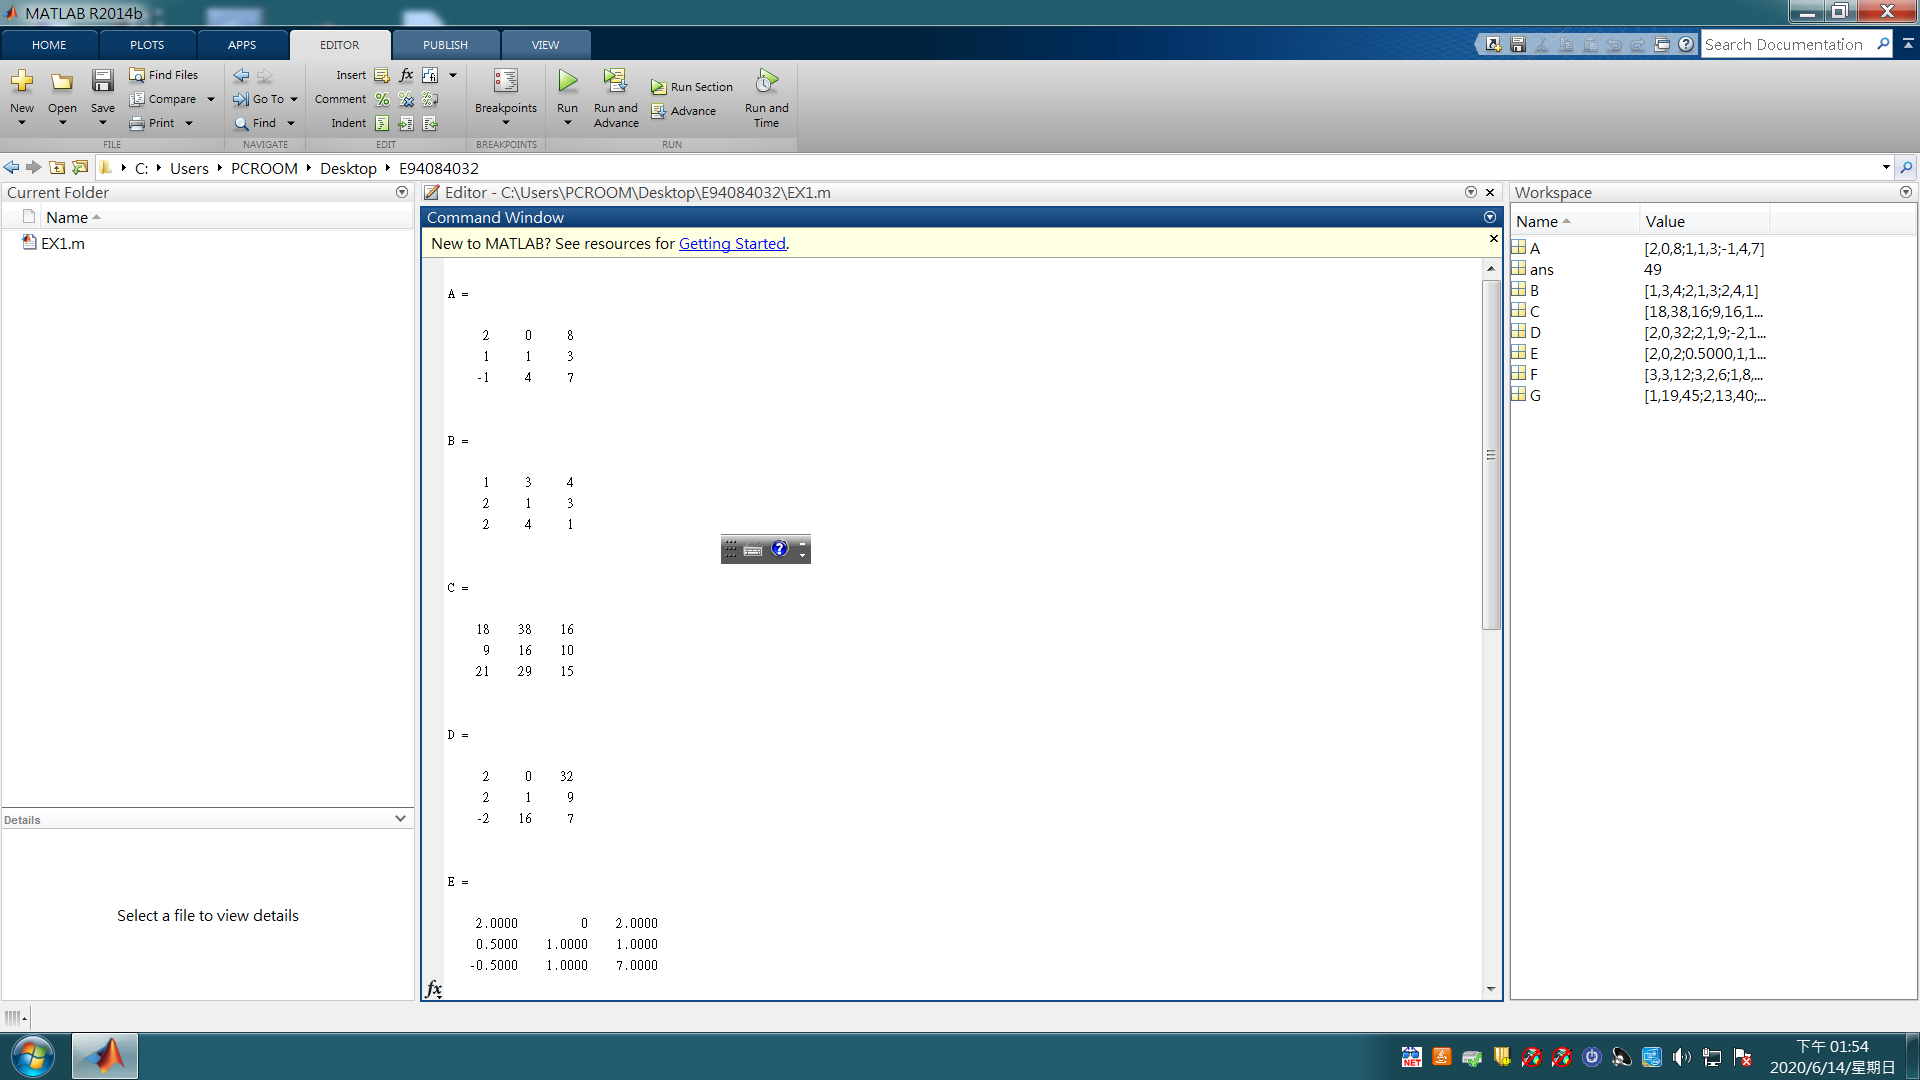 MATLAB R2014b
HOME PLOTS APPS EDITOR PUBLISH VIEW
Search Documentation
New Open Save
Find Files
Compare
Print
FILE
Go To
Find
NAVIGATE
Insert fx
Comment
Indent
EDIT
Breakpoints
BREAKPOINTS
Run
Run and Advance
Run Section
Advance
Run and Time
RUN
C: Users PCROOM Desktop E94084032
Current Folder
Name
EX1.m
Details
Select a file to view details
Editor - C:\Users\PCROOM\Desktop\E94084032\EX1.m
Command Window
New to MATLAB? See resources for Getting Started.
A =
2 0 8
1 1 3
-1 4 7
B =
1 3 4
2 1 3
2 4 1
C =
18 38 16
9 16 10
21 29 15
D =
2 0 32
2 1 9
-2 16 7
E =
2.0000 0 2.0000
0.5000 1.0000 1.0000
-0.5000 1.0000 7.0000
fx
Workspace
Name Value
A [2,0,8;1,1,3;-1,4,7]
ans 49
B [1,3,4;2,1,3;2,4,1]
C [18,38,16;9,16,1...
D [2,0,32;2,1,9;-2,1...
E [2,0,2;0.5000,1,1...
F [3,3,12;3,2,6;1,8,...
G [1,19,45;2,13,40;...
NET
下午 01:54
2020/6/14/星期日